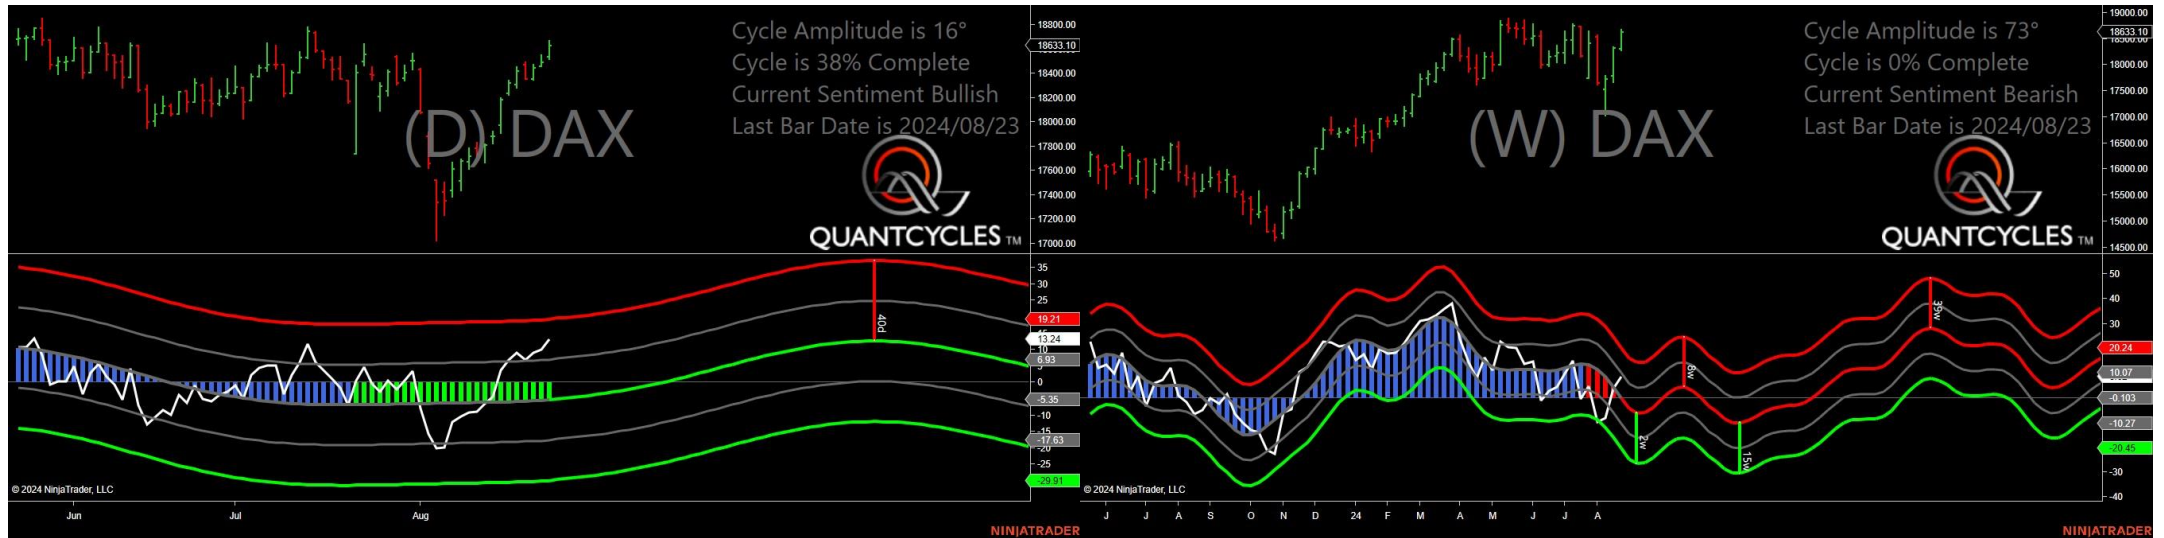 Cycle Amplitude is 16°
Cycle is 38% Complete
Current Sentiment Bullish
Last Bar Date is 2024/08/23
(D) DAX
QUANTCYCLES TM
18800.00
18633.10
18400.00
18200.00
18000.00
17800.00
17600.00
17400.00
17200.00
17000.00
35
30
25
19.21
13.24
10
6.93
0
-5.35
-10
-15
-17.63
-20
-25
-29.91
40d
© 2024 NinjaTrader, LLC
Jun Jul Aug
NINJATRADER
Cycle Amplitude is 73°
Cycle is 0% Complete
Current Sentiment Bearish
Last Bar Date is 2024/08/23
(W) DAX
QUANTCYCLES TM
19000.00
18633.10
18000.00
17500.00
17000.00
16500.00
16000.00
15500.00
15000.00
14500.00
50
40
30
20.24
10.07
-0.103
-10.27
-20.45
-30
-40
2w
8w
15w
39w
© 2024 NinjaTrader, LLC
J J A S O N D 24 F M A M J J A
NINJATRADER